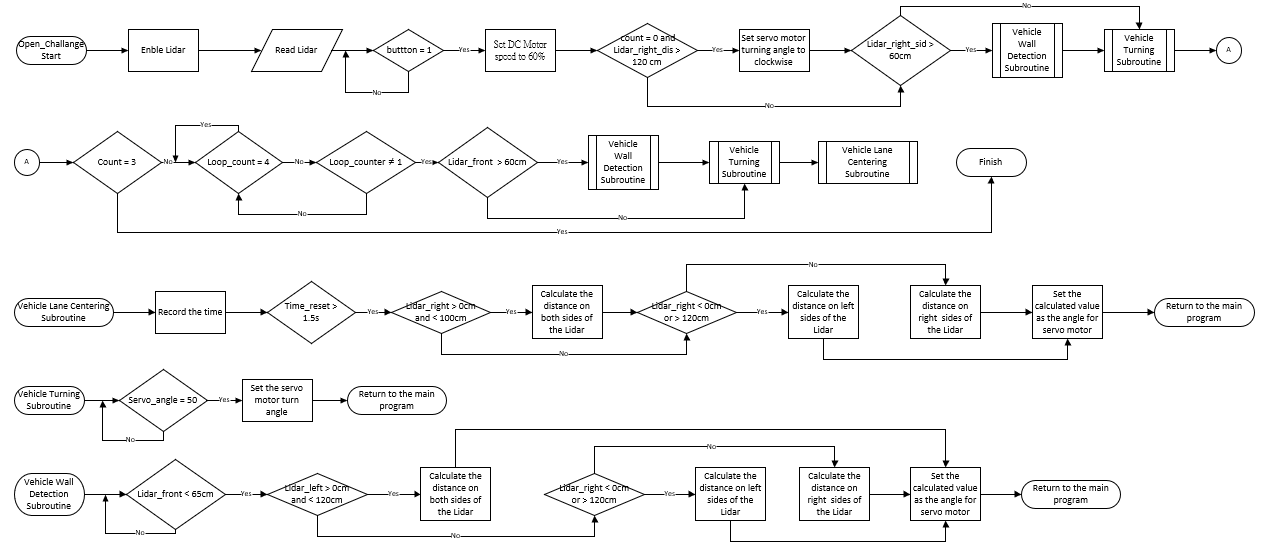 Open_Challange
Start
Enble Lidar
Read Lidar
buttton = 1
Yes
No
Set DC Motor
speed to 60%
count = 0 and
Lidar_right_dis >
120 cm
Yes
No
Set servo motor
turning angle to
clockwise
Lidar_right_sid >
60cm
Yes
No
Vehicle
Wall
Detection
Subroutine
Vehicle
Turning
Subroutine
A
A
Count = 3
No
Yes
Loop_count = 4
Yes
No
Loop_counter ≠ 1
Yes
No
Lidar_front > 60cm
Yes
No
Vehicle
Wall
Detection
Subroutine
Vehicle
Turning
Subroutine
Vehicle Lane
Centering
Subroutine
Finish
Vehicle Lane Centering
Subroutine
Record the time
Time_reset >
1.5s
Yes
Lidar_right > 0cm
and < 100cm
Yes
No
Calculate the
distance on
both sides of
the Lidar
Lidar_right < 0cm
or > 120cm
Yes
No
Calculate the
distance on left
sides of the
Lidar
Calculate the
distance on
right sides of
the Lidar
Set the
calculated value
as the angle for
servo motor
Return to the main
program
Vehicle Turning
Subroutine
Servo_angle = 50
Yes
No
Set the servo
motor turn
angle
Return to the main
program
Vehicle Wall
Detection
Subroutine
Lidar_front < 65cm
Yes
No
Lidar_left > 0cm
and < 120cm
Yes
No
Calculate the
distance on
both sides of
the Lidar
Lidar_right < 0cm
or > 120cm
Yes
No
Calculate the
distance on left
sides of the
Lidar
Calculate the
distance on
right sides of
the Lidar
Set the
calculated value
as the angle for
servo motor
Return to the main
program